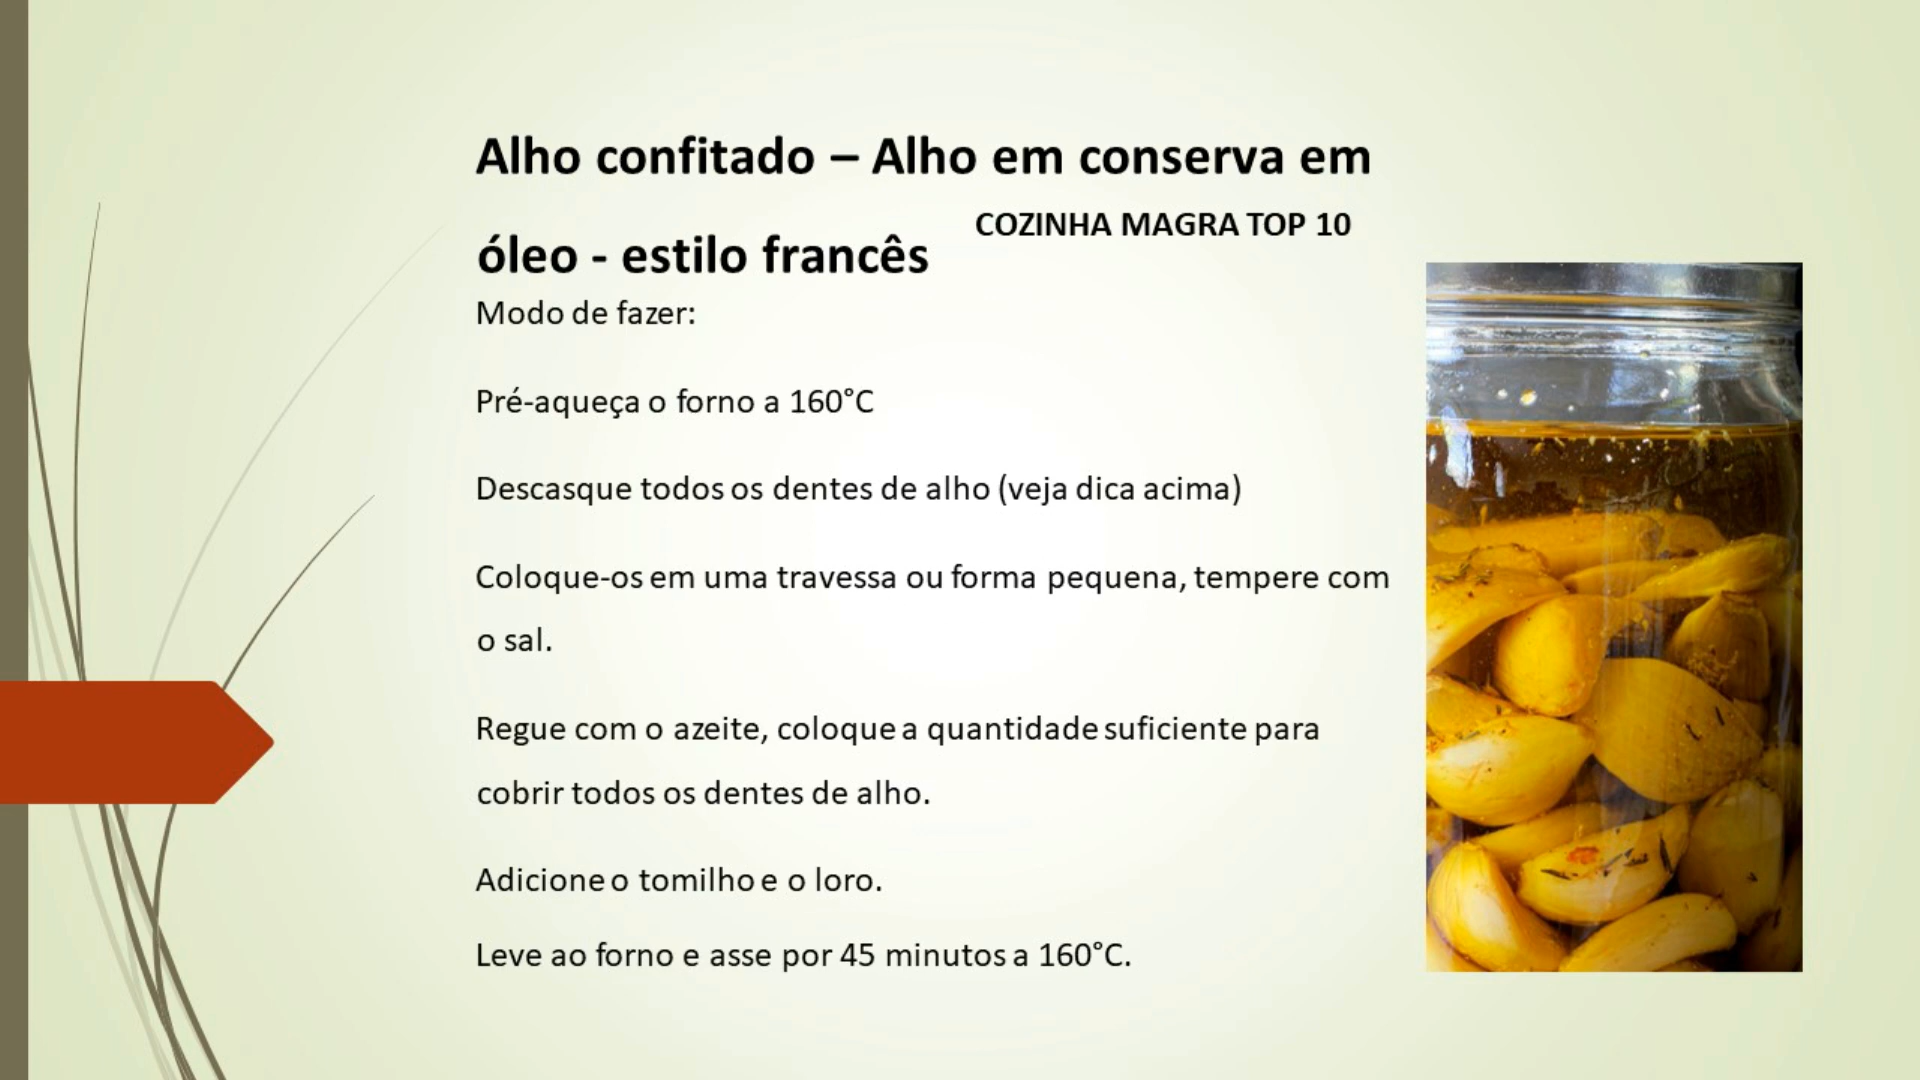 Alho confitado – Alho em conserva em
óleo - estilo francês
COZINHA MAGRA TOP 10
Modo de fazer:
Pré-aqueça o forno a 160°C
Descasque todos os dentes de alho (veja dica acima)
Coloque-os em uma travessa ou forma pequena, tempere com
o sal.
Regue com o azeite, coloque a quantidade suficiente para
cobrir todos os dentes de alho.
Adicione o tomilho e o loro.
Leve ao forno e asse por 45 minutos a 160°C.